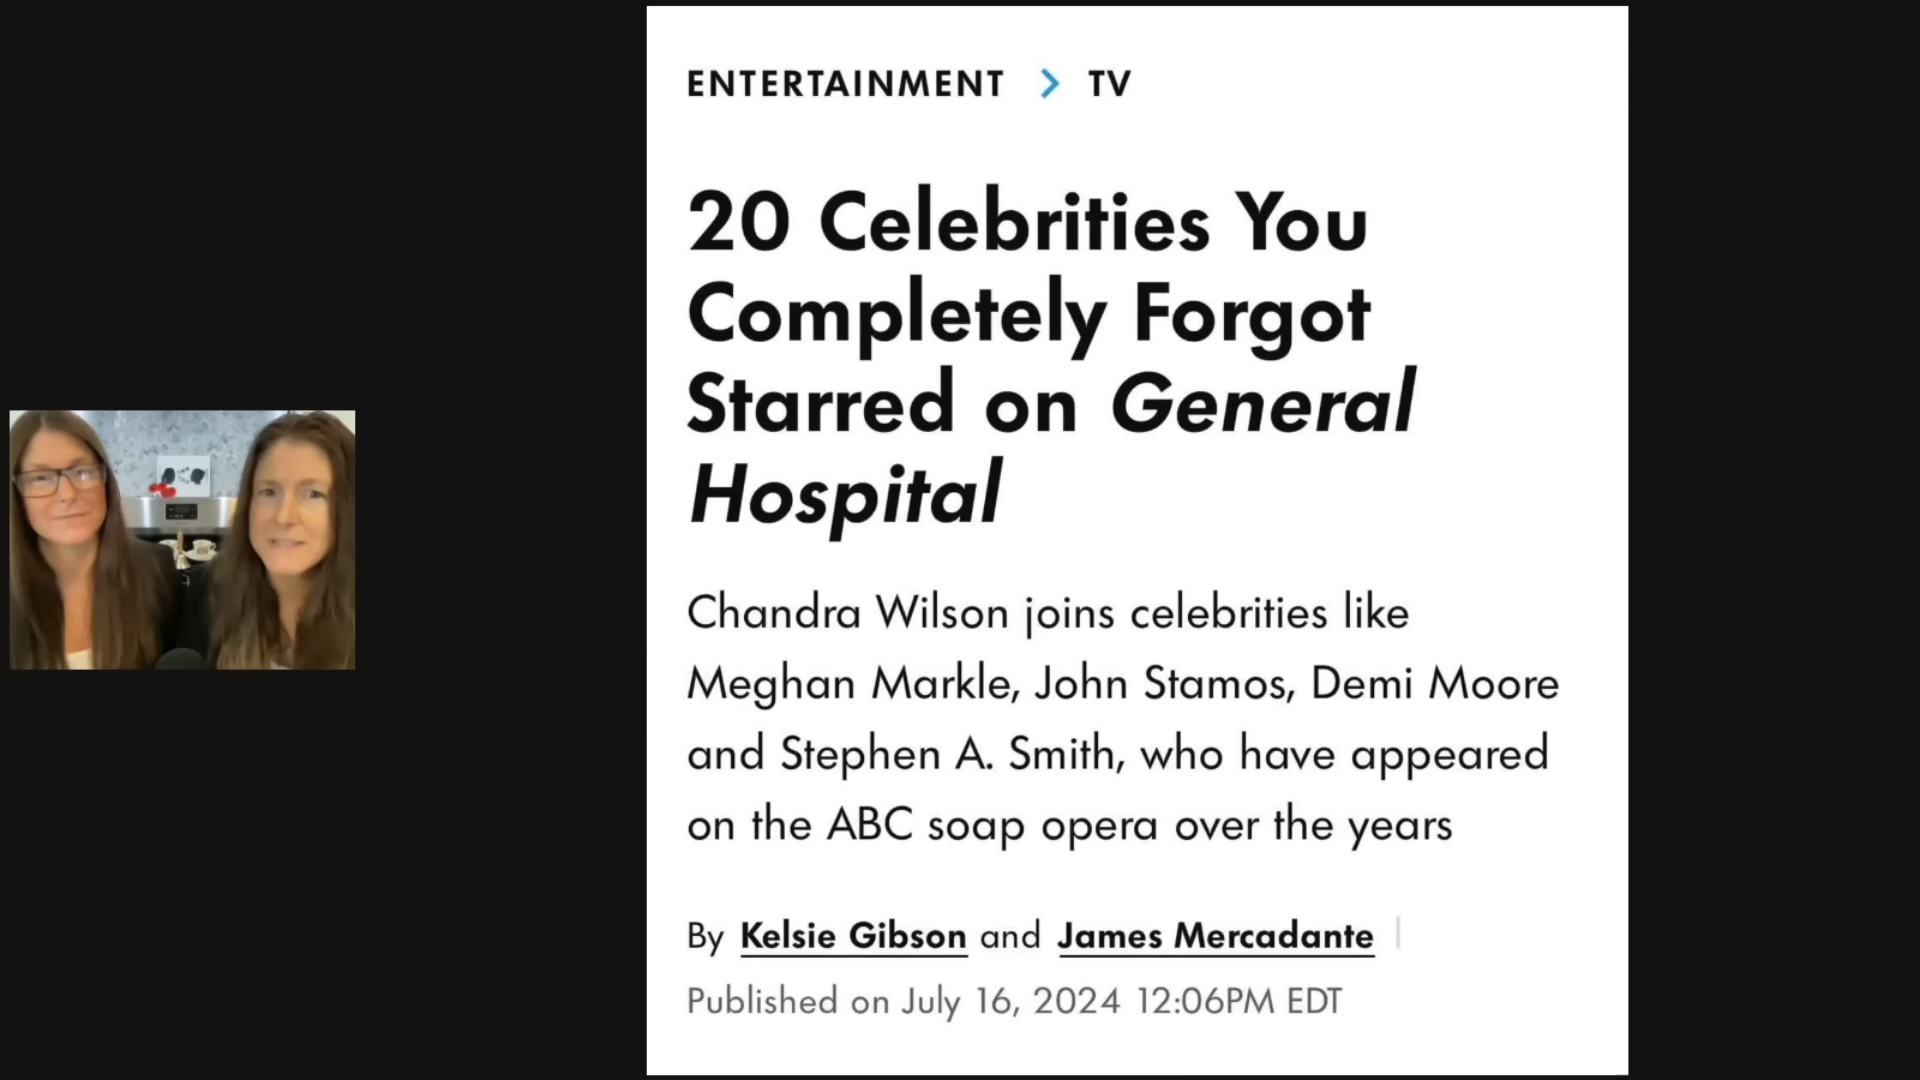 ENTERTAINMENT > TV
20 Celebrities You
Completely Forgot
Starred on General
Hospital
Chandra Wilson joins celebrities like
Meghan Markle, John Stamos, Demi Moore
and Stephen A. Smith, who have appeared
on the ABC soap opera over the years
By Kelsie Gibson and James Mercadante |
Published on July 16, 2024 12:06PM EDT